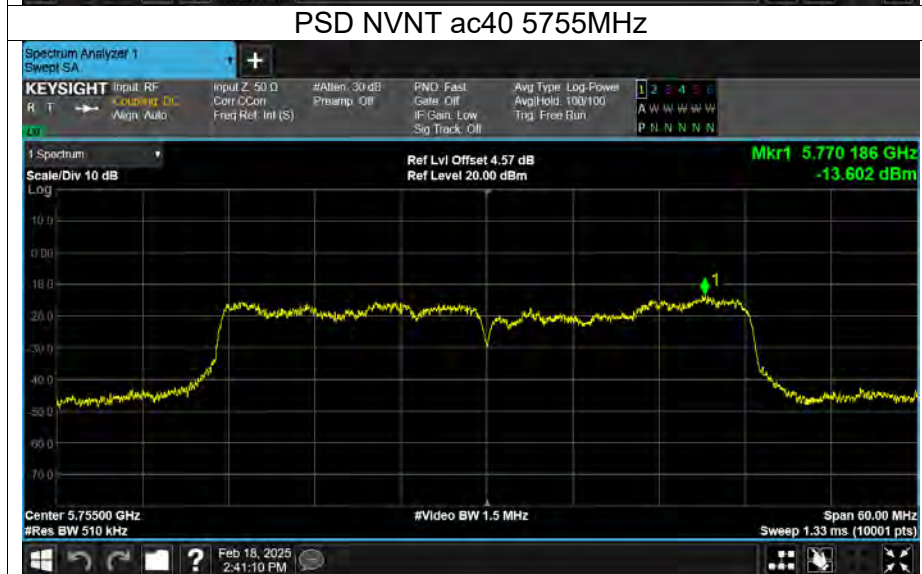 PSD NVNT ac40 5755MHz
Spectrum Analyzer 1
Swept SA
+
KEYSIGHT Input: RF Input Z: 50 Ω #Atten: 30 dB PNO: Fast Avg Type: Log-Power 1 2 3 4 5 6
R T Coupling: DC Corr CCorr Preamp: Off Gate: Off Avg|Hold: 100/100 A W W W W W
Align: Auto Freq Ref: Int (S) IF Gain: Low Trig: Free Run
Sig Track: Off P N N N N N
1 Spectrum Ref Lvl Offset 4.57 dB Mkr1 5.770 186 GHz
Scale/Div 10 dB Ref Level 20.00 dBm -13.602 dBm
Log
10.0
0.00
-10.0
1
-20.0
-30.0
-40.0
-50.0
-60.0
-70.0
Center 5.75500 GHz #Video BW 1.5 MHz Span 60.00 MHz
#Res BW 510 kHz Sweep 1.33 ms (10001 pts)
? Feb 18, 2025
2:41:10 PM